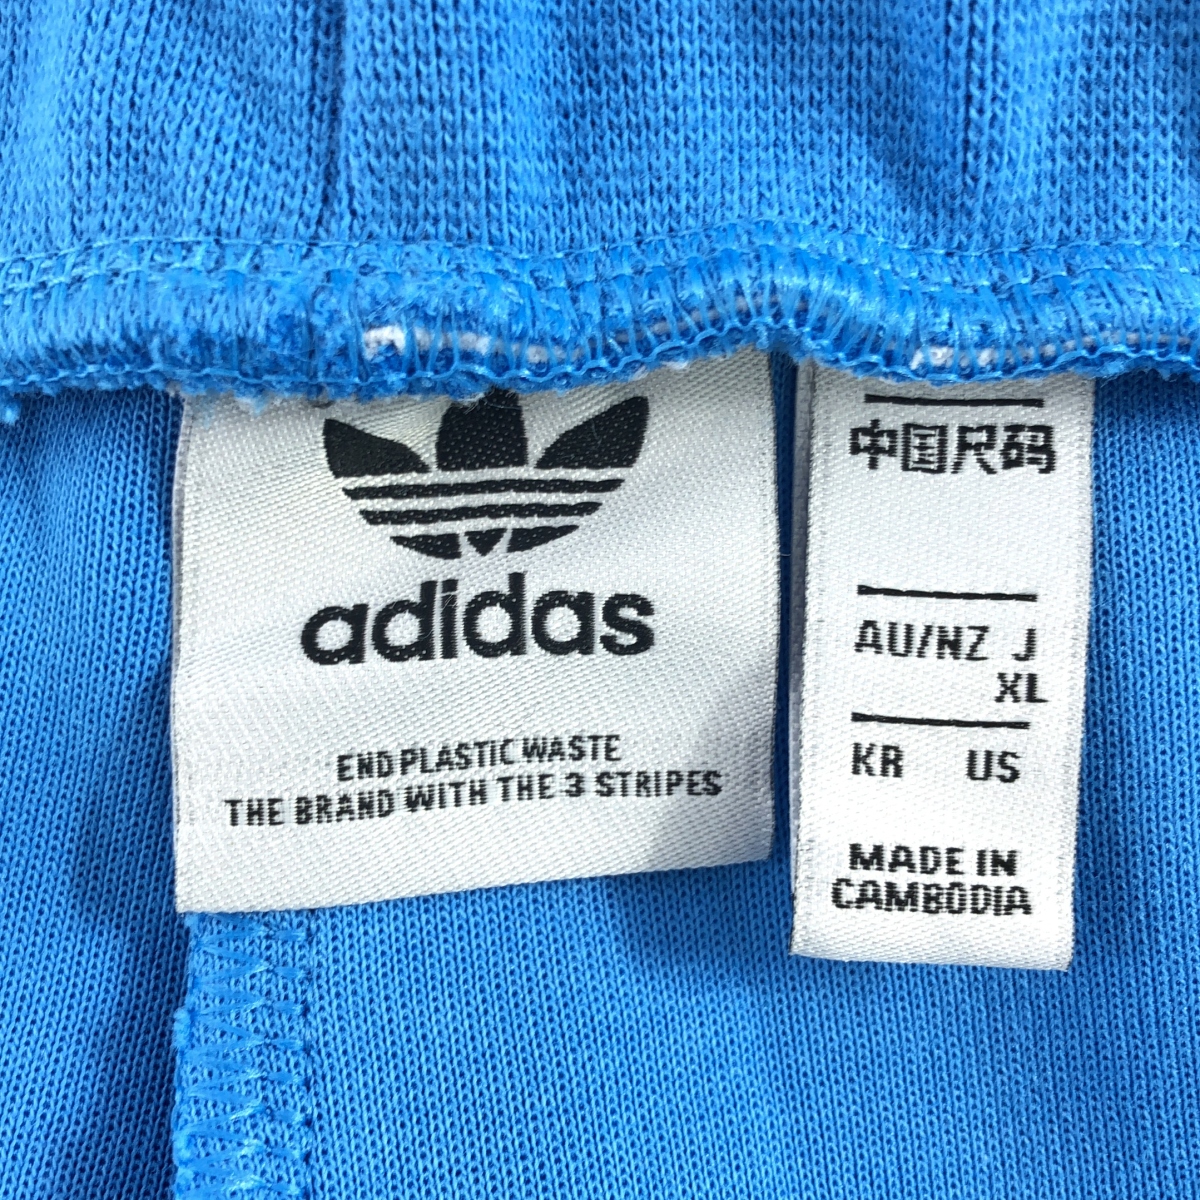 adidas
END PLASTIC WASTE
THE BRAND WITH THE 3 STRIPES
中国尺码
AU/NZ J
XL
KR US
MADE IN
CAMBODIA